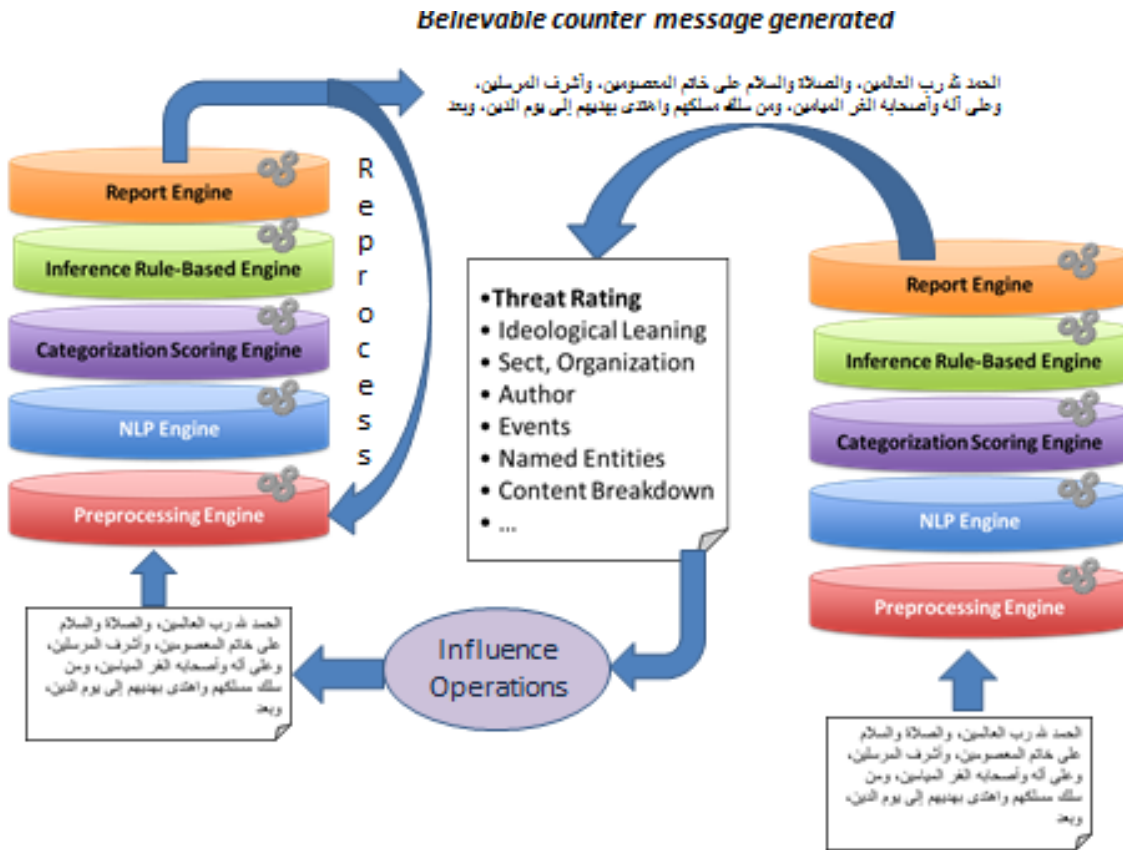 Believable counter message generated
الحمد لله رب العالمين، والصلاة والسلام على خاتم المعصومين، وأشرف المرسلين،
وعلى آله وأصحابه الغر الميامين، ومن سلك مسلكهم واهتدى بهديهم إلى يوم الدين، وبعد
Report Engine
Inference Rule-Based Engine
Categorization Scoring Engine
NLP Engine
Preprocessing Engine
Reprocess
•Threat Rating
• Ideological Leaning
• Sect, Organization
• Author
• Events
• Named Entities
• Content Breakdown
• ...
Report Engine
Inference Rule-Based Engine
Categorization Scoring Engine
NLP Engine
Preprocessing Engine
Influence
Operations
الحمد لله رب العالمين، والصلاة والسلام
على خاتم المعصومين، وأشرف المرسلين،
وعلى آله وأصحابه الغر الميامين، ومن
سلك مسلكهم واهتدى بهديهم إلى يوم الدين،
وبعد
الحمد لله رب العالمين، والصلاة والسلام
على خاتم المعصومين، وأشرف المرسلين،
وعلى آله وأصحابه الغر الميامين، ومن
سلك مسلكهم واهتدى بهديهم إلى يوم الدين،
وبعد